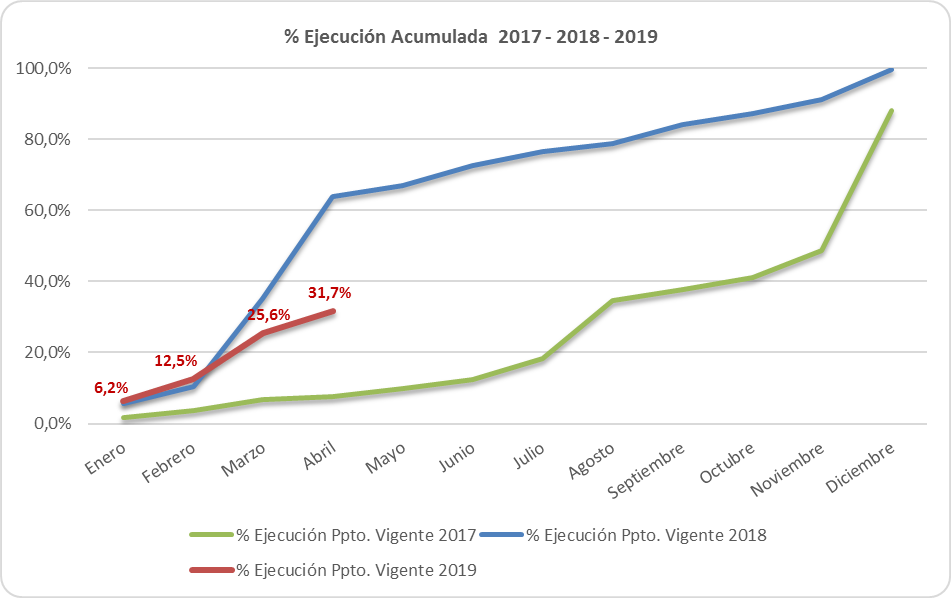 % Ejecución Acumulada 2017 - 2018 - 2019
100,0%
80,0%
60,0%
40,0%
20,0%
0,0%
6,2%
12,5%
25,6%
31,7%
Enero
Febrero
Marzo
Abril
Mayo
Junio
Julio
Agosto
Septiembre
Octubre
Noviembre
Diciembre
% Ejecución Ppto. Vigente 2017
% Ejecución Ppto. Vigente 2018
% Ejecución Ppto. Vigente 2019